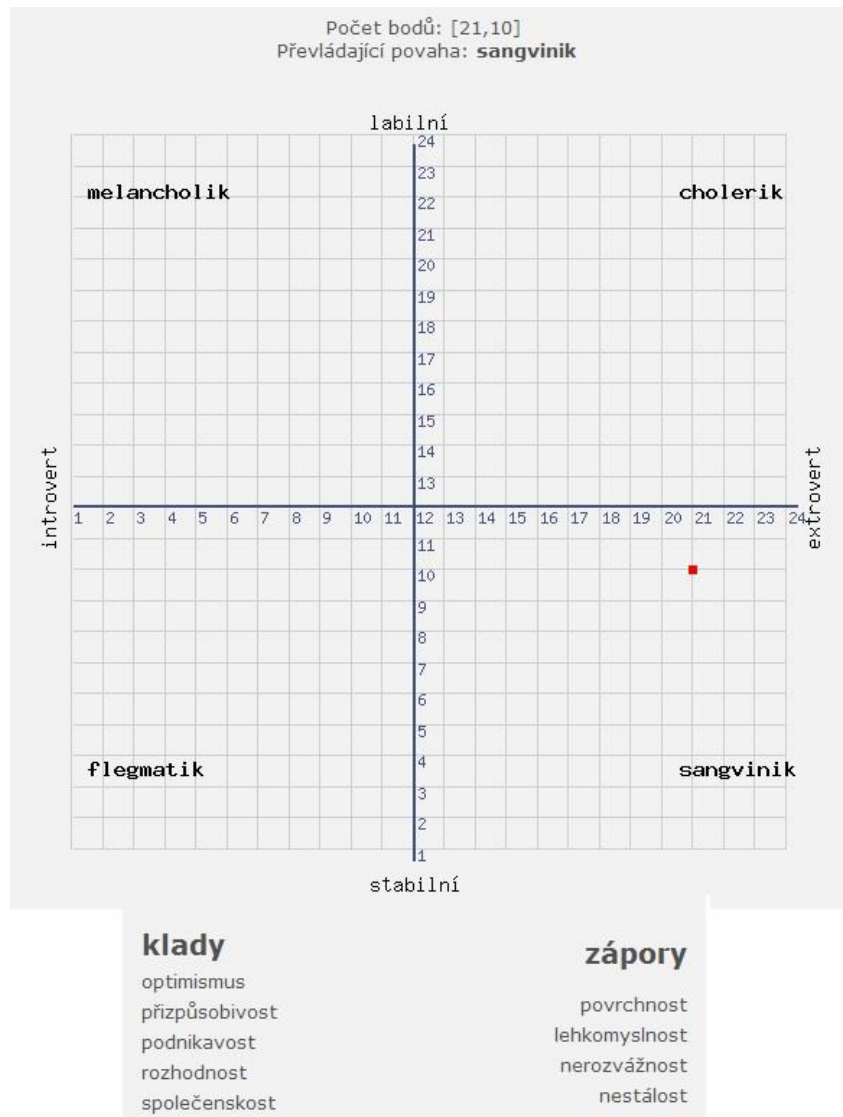 Počet bodů: [21,10]
Převládající povaha: sangvinik
labilní
24
23
melancholik
cholerik
22
21
20
19
18
17
16
15
14
13
introvert
extrovert
1 2 3 4 5 6 7 8 9 10 11 12 13 14 15 16 17 18 19 20 21 22 23 24
11
10
9
8
7
6
5
4
flegmatik
sangvinik
3
2
1
stabilní
klady
optimismus
přizpůsobivost
podnikavost
rozhodnost
společenskost
zápory
povrchnost
lehkomyslnost
nerozvážnost
nestálost